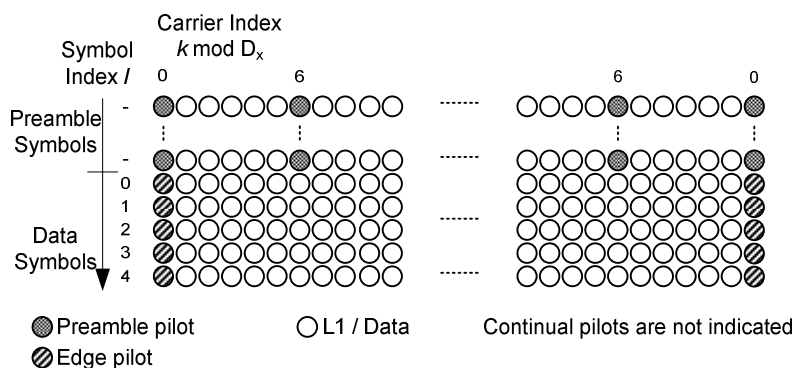 Carrier Index
k mod Dx
Symbol
Index l
0 6 6 0
-
Preamble
Symbols
-
0
1
2
Data
Symbols
3
4
Preamble pilot
L1 / Data
Continual pilots are not indicated
Edge pilot